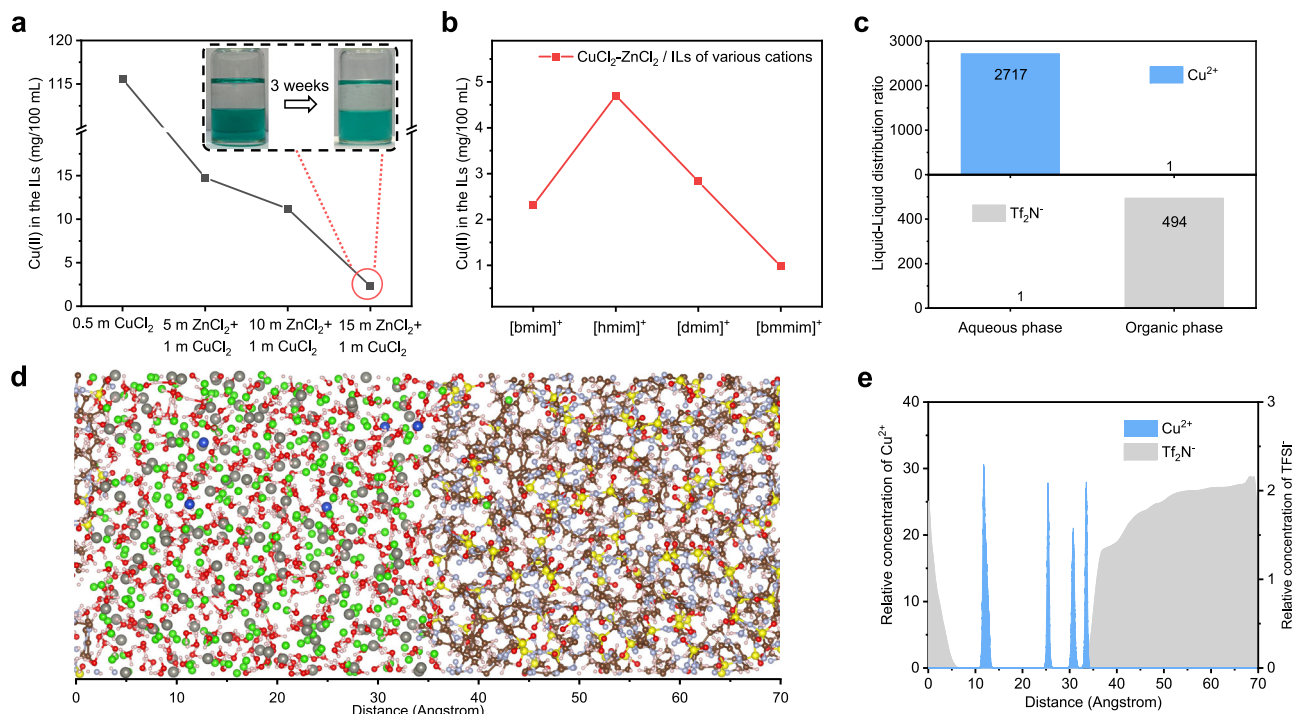 a
120
115
15
10
5
0
Cu(II) in the ILs (mg/100 mL)
3 weeks
0.5 m CuCl2
5 m ZnCl2+
1 m CuCl2
10 m ZnCl2+
1 m CuCl2
15 m ZnCl2+
1 m CuCl2
b
CuCl2-ZnCl2 / ILs of various cations
5
4
3
2
1
Cu(II) in the ILs (mg/100 mL)
[bmim]+
[hmim]+
[dmim]+
[bmmim]+
c
3000
2000
1000
0
2717
Cu2+
1
Liquid-Liquid distribution ratio
400
200
0
Tf2N-
494
1
Aqueous phase
Organic phase
d
0
10
20
30
40
50
60
70
Distance (Angstrom)
e
40
30
20
10
0
Relative concentration of Cu2+
Cu2+
Tf2N-
3
2
1
0
Relative concentration of TFSI-
0
10
20
30
40
50
60
70
Distance (Angstrom)